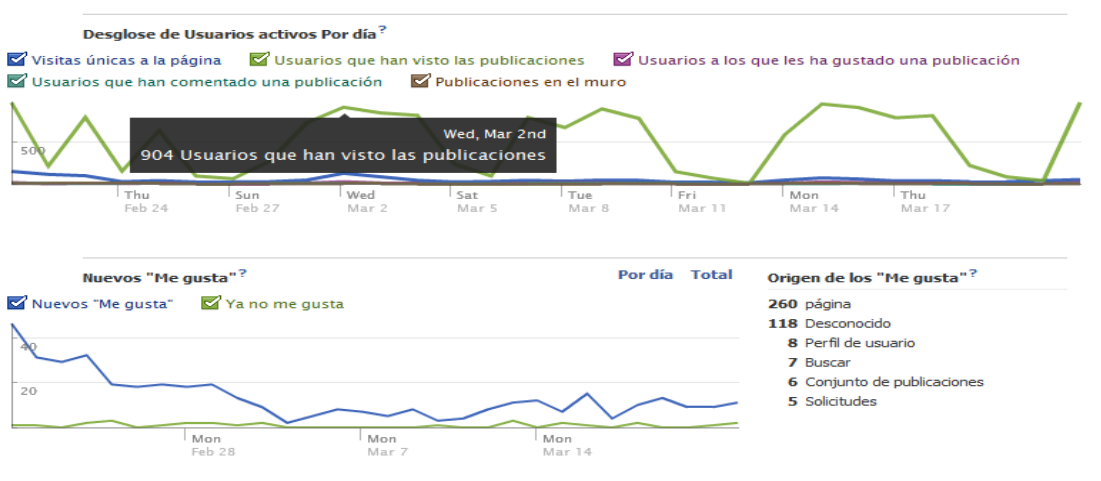 Desglose de Usuarios activos Por día?
Visitas únicas a la página Usuarios que han visto las publicaciones Usuarios a los que les ha gustado una publicación
Usuarios que han comentado una publicación Publicaciones en el muro
500
Wed, Mar 2nd
904 Usuarios que han visto las publicaciones
Thu Sun Wed Sat Tue Fri Mon Thu
Feb 24 Feb 27 Mar 2 Mar 5 Mar 8 Mar 11 Mar 14 Mar 17
Nuevos "Me gusta"? Por día Total
Nuevos "Me gusta" Ya no me gusta
40
20
Mon Mon Mon
Feb 28 Mar 7 Mar 14
Origen de los "Me gusta"?
260 página
118 Desconocido
8 Perfil de usuario
7 Buscar
6 Conjunto de publicaciones
5 Solicitudes